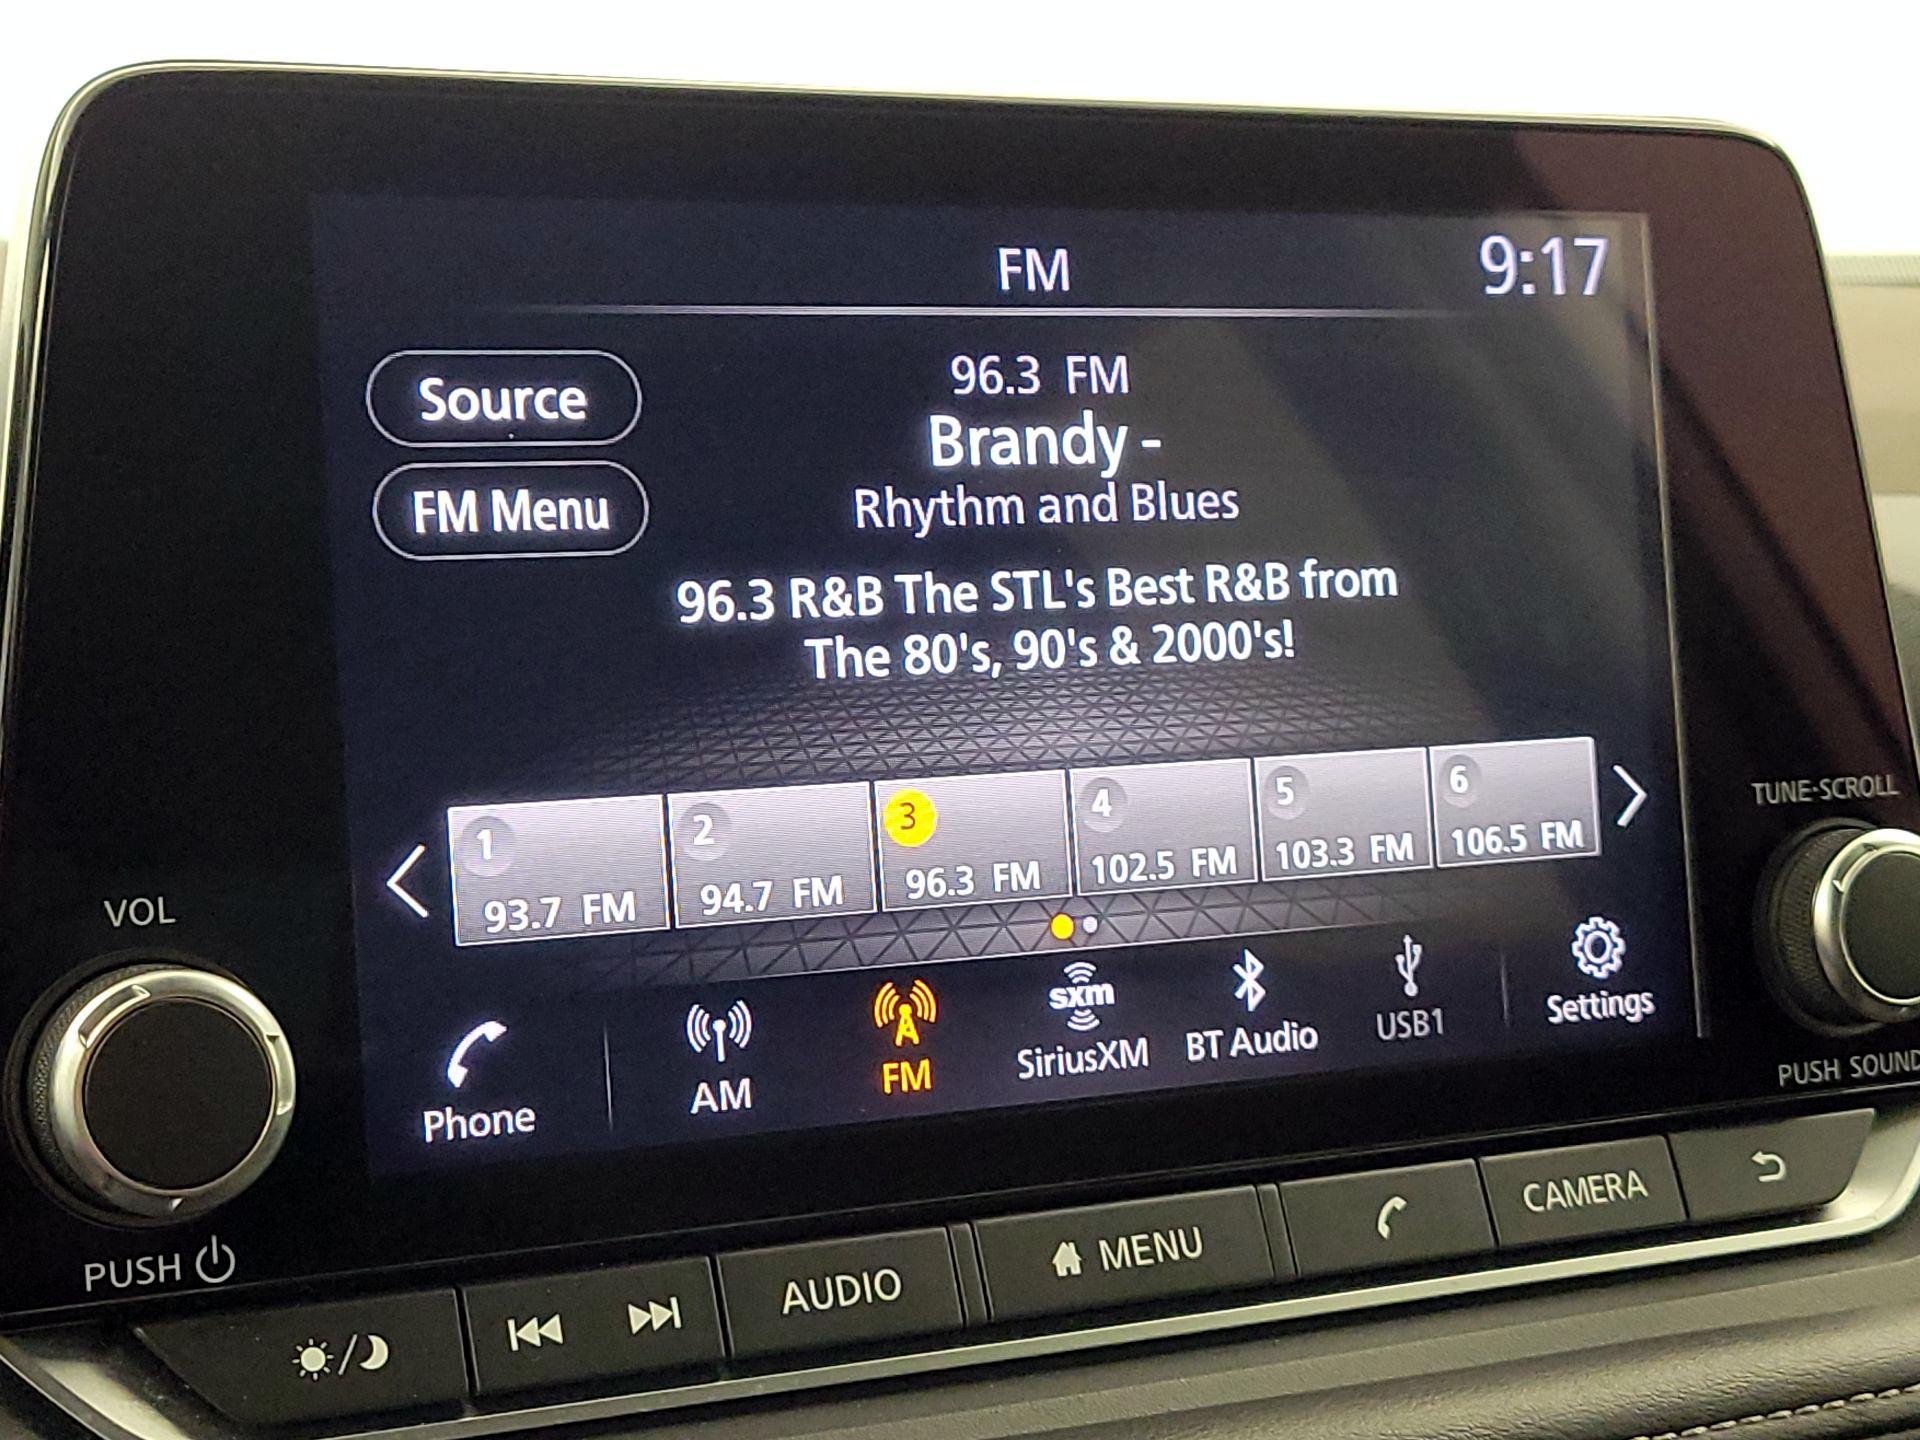 FM
9:17
Source
FM Menu
96.3 FM
Brandy -
Rhythm and Blues
96.3 R&B The STL's Best R&B from
The 80's, 90's & 2000's!
1
93.7 FM
2
94.7 FM
3
96.3 FM
4
102.5 FM
5
103.3 FM
6
106.5 FM
Phone
AM
FM
sxm
SiriusXM
BT Audio
USB1
Settings
VOL
PUSH
TUNE·SCROLL
PUSH SOUND
AUDIO
MENU
CAMERA